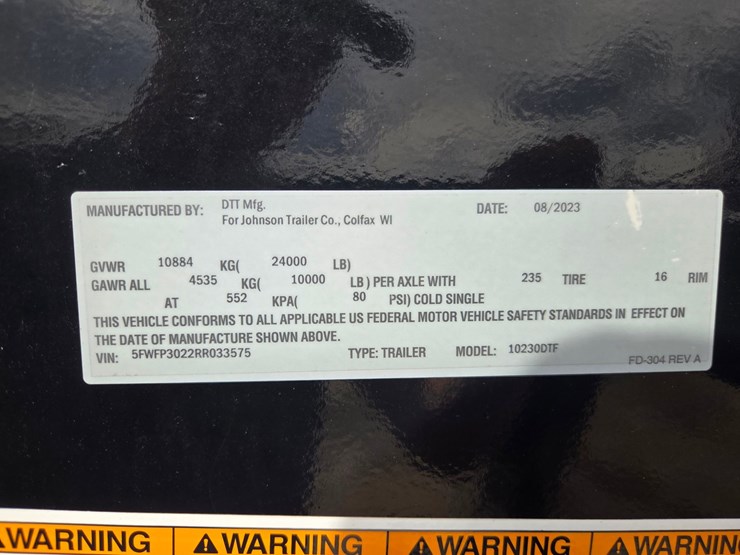 MANUFACTURED BY: DTT Mfg. DATE: 08/2023
For Johnson Trailer Co., Colfax WI
GVWR 10884 KG( 24000 LB)
GAWR ALL 4535 KG( 10000 LB) PER AXLE WITH 235 TIRE 16 RIM
AT 552 KPA( 80 PSI) COLD SINGLE
THIS VEHICLE CONFORMS TO ALL APPLICABLE US FEDERAL MOTOR VEHICLE SAFETY STANDARDS IN EFFECT ON
THE DATE OF MANUFACTURE SHOWN ABOVE.
VIN: 5FWFP3022RR033575 TYPE: TRAILER MODEL: 10230DTF
FD-304 REV A
WARNING WARNING WARNING WARNIN